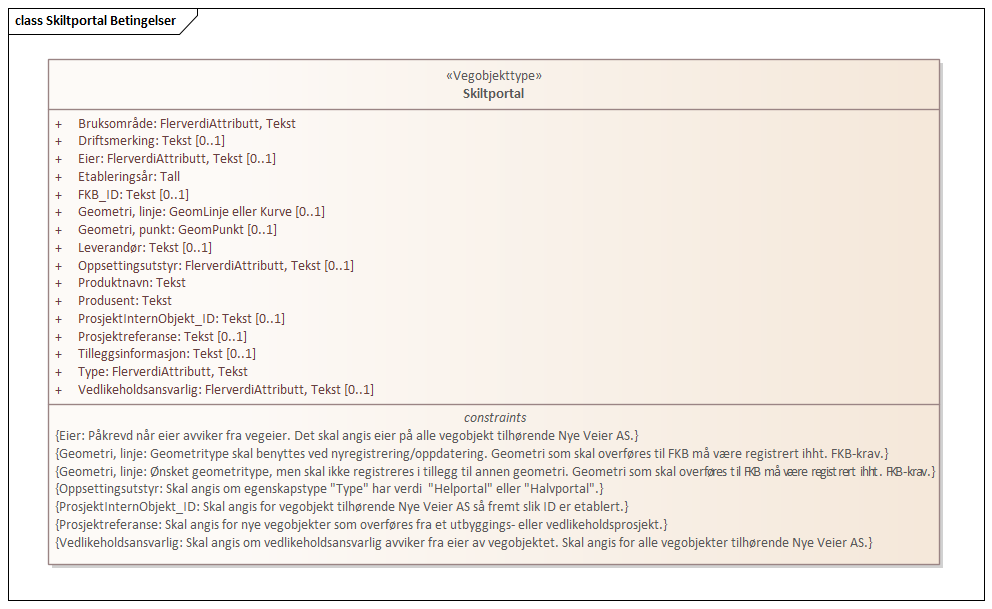 class Skiltportal Betingelser
«Vegobjekttype»
Skiltportal
+ Bruksområde: FlerverdiAttributt, Tekst
+ Driftsmerking: Tekst [0..1]
+ Eier: FlerverdiAttributt, Tekst [0..1]
+ Etableringsår: Tall
+ FKB_ID: Tekst [0..1]
+ Geometri, linje: GeomLinje eller Kurve [0..1]
+ Geometri, punkt: GeomPunkt [0..1]
+ Leverandør: Tekst [0..1]
+ Oppsettingsutstyr: FlerverdiAttributt, Tekst [0..1]
+ Produktnavn: Tekst
+ Produsent: Tekst
+ ProsjektInternObjekt_ID: Tekst [0..1]
+ Prosjektreferanse: Tekst [0..1]
+ Tilleggsinformasjon: Tekst [0..1]
+ Type: FlerverdiAttributt, Tekst
+ Vedlikeholdsansvarlig: FlerverdiAttributt, Tekst [0..1]
constraints
{Eier: Påkrevd når eier avviker fra vegeier. Det skal angis eier på alle vegobjekt tilhørende Nye Veier AS.}
{Geometri, linje: Geometritype skal benyttes ved nyregistrering/oppdatering. Geometri som skal overføres til FKB må være registrert ihht. FKB-krav.}
{Geometri, linje: Ønsket geometritype, men skal ikke registreres i tillegg til annen geometri. Geometri som skal overføres til FKB må være registrert ihht. FKB-krav.}
{Oppsettingsutstyr: Skal angis om egenskapstype "Type" har verdi "Helportal" eller "Halvportal".}
{ProsjektInternObjekt_ID: Skal angis for vegobjekt tilhørende Nye Veier AS så fremt slik ID er etablert.}
{Prosjektreferanse: Skal angis for nye vegobjekter som overføres fra et utbyggings- eller vedlikeholdsprosjekt.}
{Vedlikeholdsansvarlig: Skal angis om vedlikeholdsansvarlig avviker fra eier av vegobjektet. Skal angis for alle vegobjekter tilhørende Nye Veier AS.}